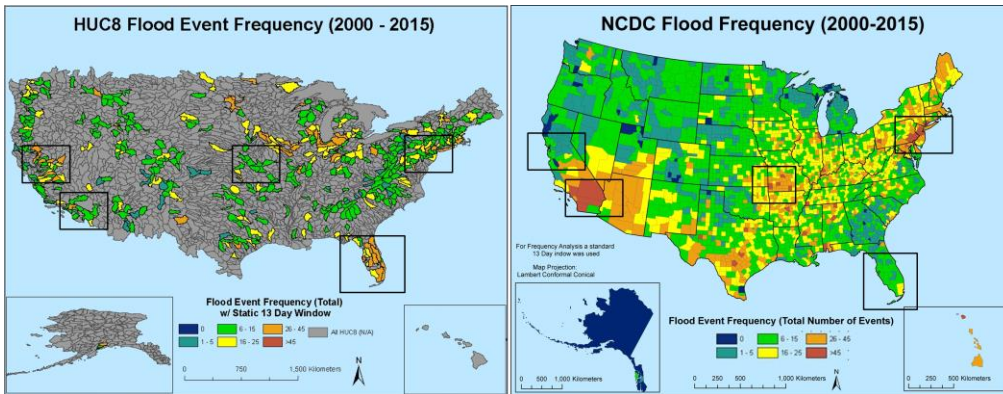 HUC8 Flood Event Frequency (2000 - 2015)
Flood Event Frequency (Total)
w/ Static 13 Day Window
0
6 - 15
26 - 45
All HUC8 (N/A)
1 - 5
16 - 25
>45
0
750
1,500 Kilometers
N
NCDC Flood Frequency (2000-2015)
For Frequency Analysis a standard
13 Day indow was used
Map Projection:
Lambert Conformal Conical
Flood Event Frequency (Total Number of Events)
0
6 - 15
26 - 45
1 - 5
16 - 25
>45
0 500 1,000 Kilometers
0
1,000
2,000 Kilometers
N
0 250 500 Kilometers